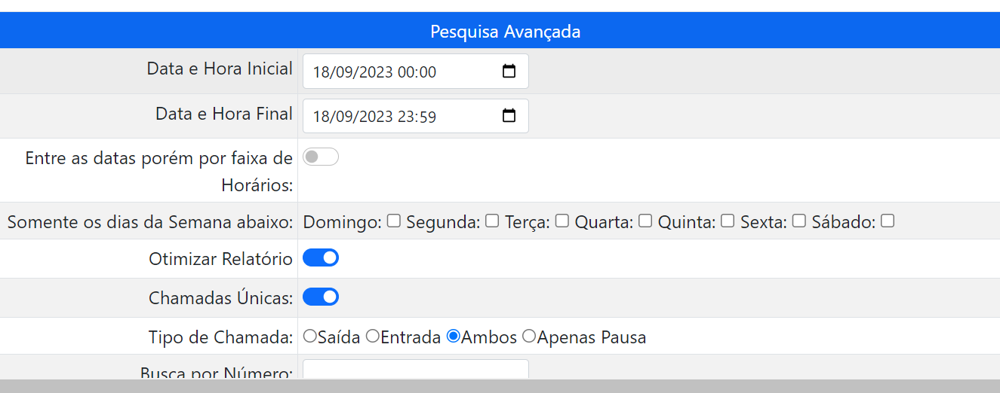 Pesquisa Avançada
Data e Hora Inicial 18/09/2023 00:00
Data e Hora Final 18/09/2023 23:59
Entre as datas porém por faixa de
Horários:
Somente os dias da Semana abaixo: Domingo: Segunda: Terça: Quarta: Quinta: Sexta: Sábado:
Otimizar Relatório
Chamadas Únicas:
Tipo de Chamada: Saída Entrada Ambos Apenas Pausa
Busca por Número: